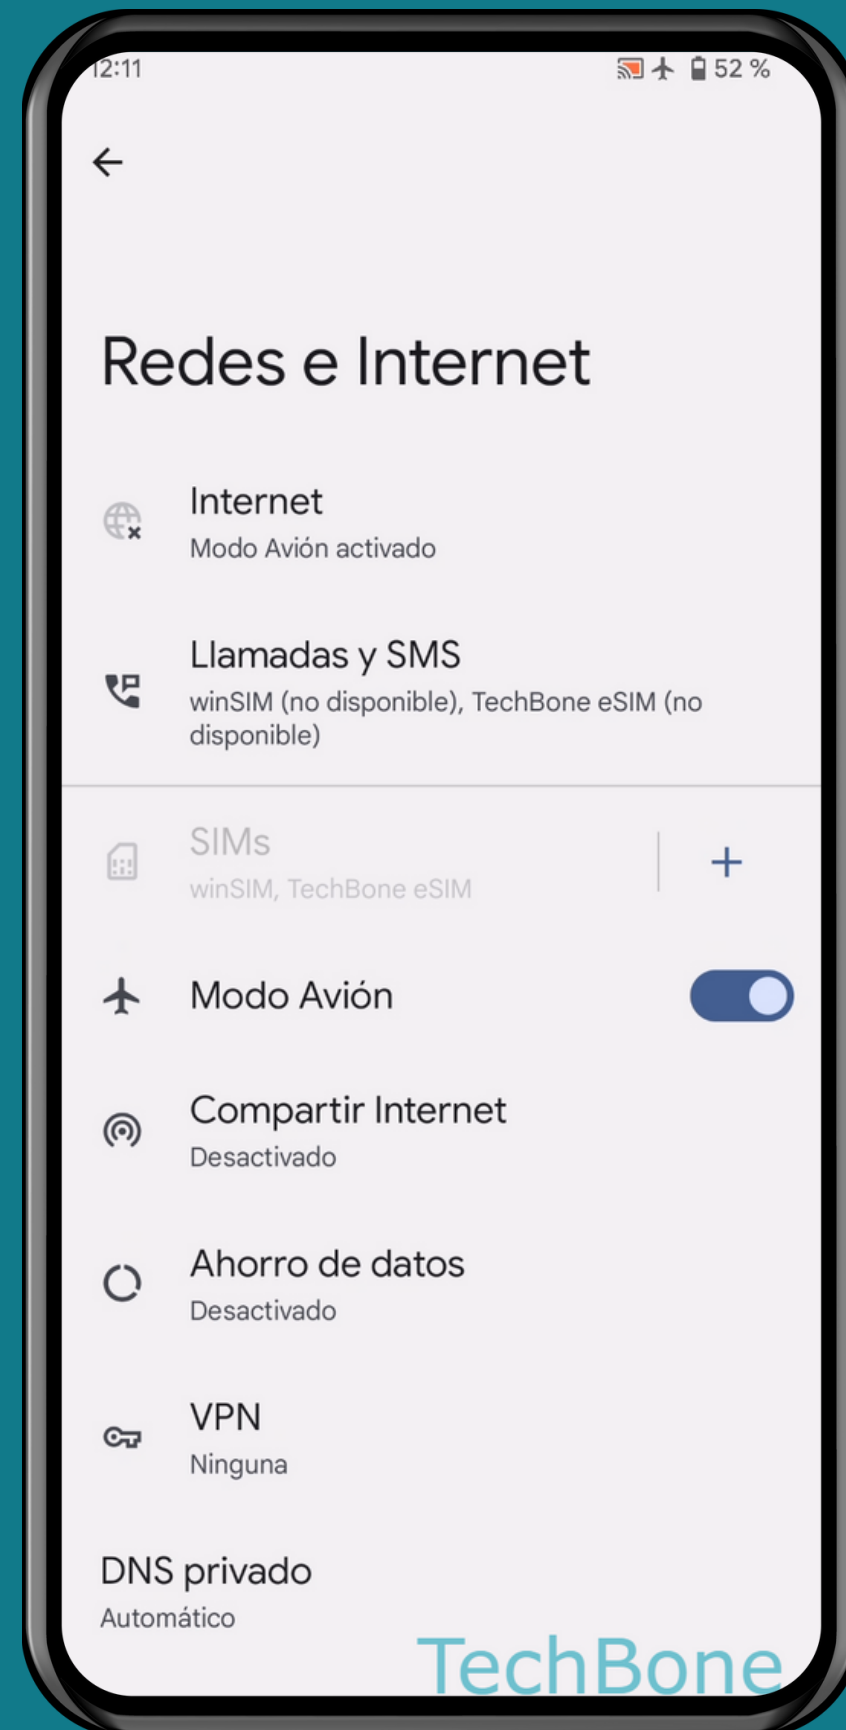 12:11
52 %
Redes e Internet
Internet
Modo Avión activado
Llamadas y SMS
winSIM (no disponible), TechBone eSIM (no
disponible)
SIMs
winSIM, TechBone eSIM
Modo Avión
Compartir Internet
Desactivado
Ahorro de datos
Desactivado
VPN
Ninguna
DNS privado
Automático
TechBone